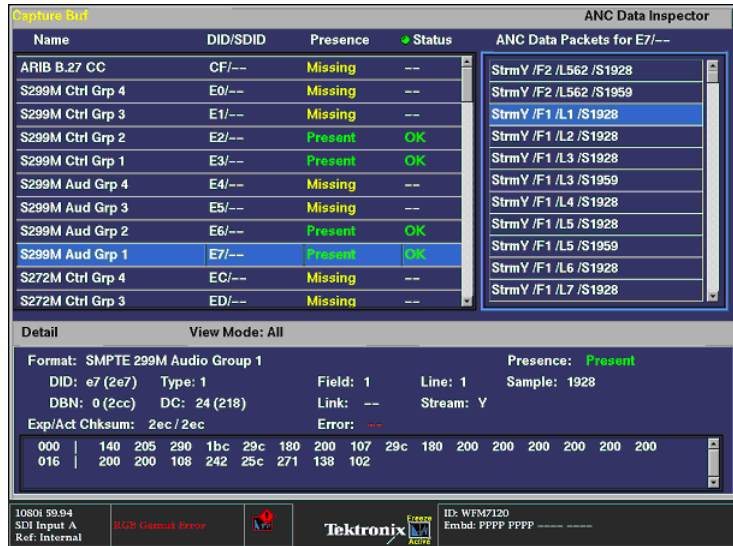 Capture Buf ANC Data Inspector
Name DID/SDID Presence Status ANC Data Packets for E7/--
ARIB B.27 CC CF/-- Missing --
S299M Ctrl Grp 4 E0/-- Missing --
S299M Ctrl Grp 3 E1/-- Missing --
S299M Ctrl Grp 2 E2/-- Present OK
S299M Ctrl Grp 1 E3/-- Present OK
S299M Aud Grp 4 E4/-- Missing --
S299M Aud Grp 3 E5/-- Missing --
S299M Aud Grp 2 E6/-- Present OK
S299M Aud Grp 1 E7/-- Present OK
S272M Ctrl Grp 4 EC/-- Missing --
S272M Ctrl Grp 3 ED/-- Missing --
StrmY /F2 /L562 /S1928
StrmY /F2 /L562 /S1959
StrmY /F1 /L1 /S1928
StrmY /F1 /L2 /S1928
StrmY /F1 /L3 /S1928
StrmY /F1 /L3 /S1959
StrmY /F1 /L4 /S1928
StrmY /F1 /L5 /S1928
StrmY /F1 /L5 /S1959
StrmY /F1 /L6 /S1928
StrmY /F1 /L7 /S1928
Detail View Mode: All
Format: SMPTE 299M Audio Group 1 Presence: Present
DID: e7 (2e7) Type: 1 Field: 1 Line: 1 Sample: 1928
DBN: 0 (2cc) DC: 24 (218) Link: -- Stream: Y
Exp/Act Chksum: 2ec / 2ec Error: --
000 | 140 205 290 1bc 29c 180 200 107 29c 180 200 200 200 200 200 200
016 | 200 200 108 242 25c 271 138 102
1080i 59.94
SDI Input A
Ref: Internal
RGB Gamut Error
Tektronix
Freeze
Active
ID: WFM7120
Embd: PPPP PPPP ---- ----